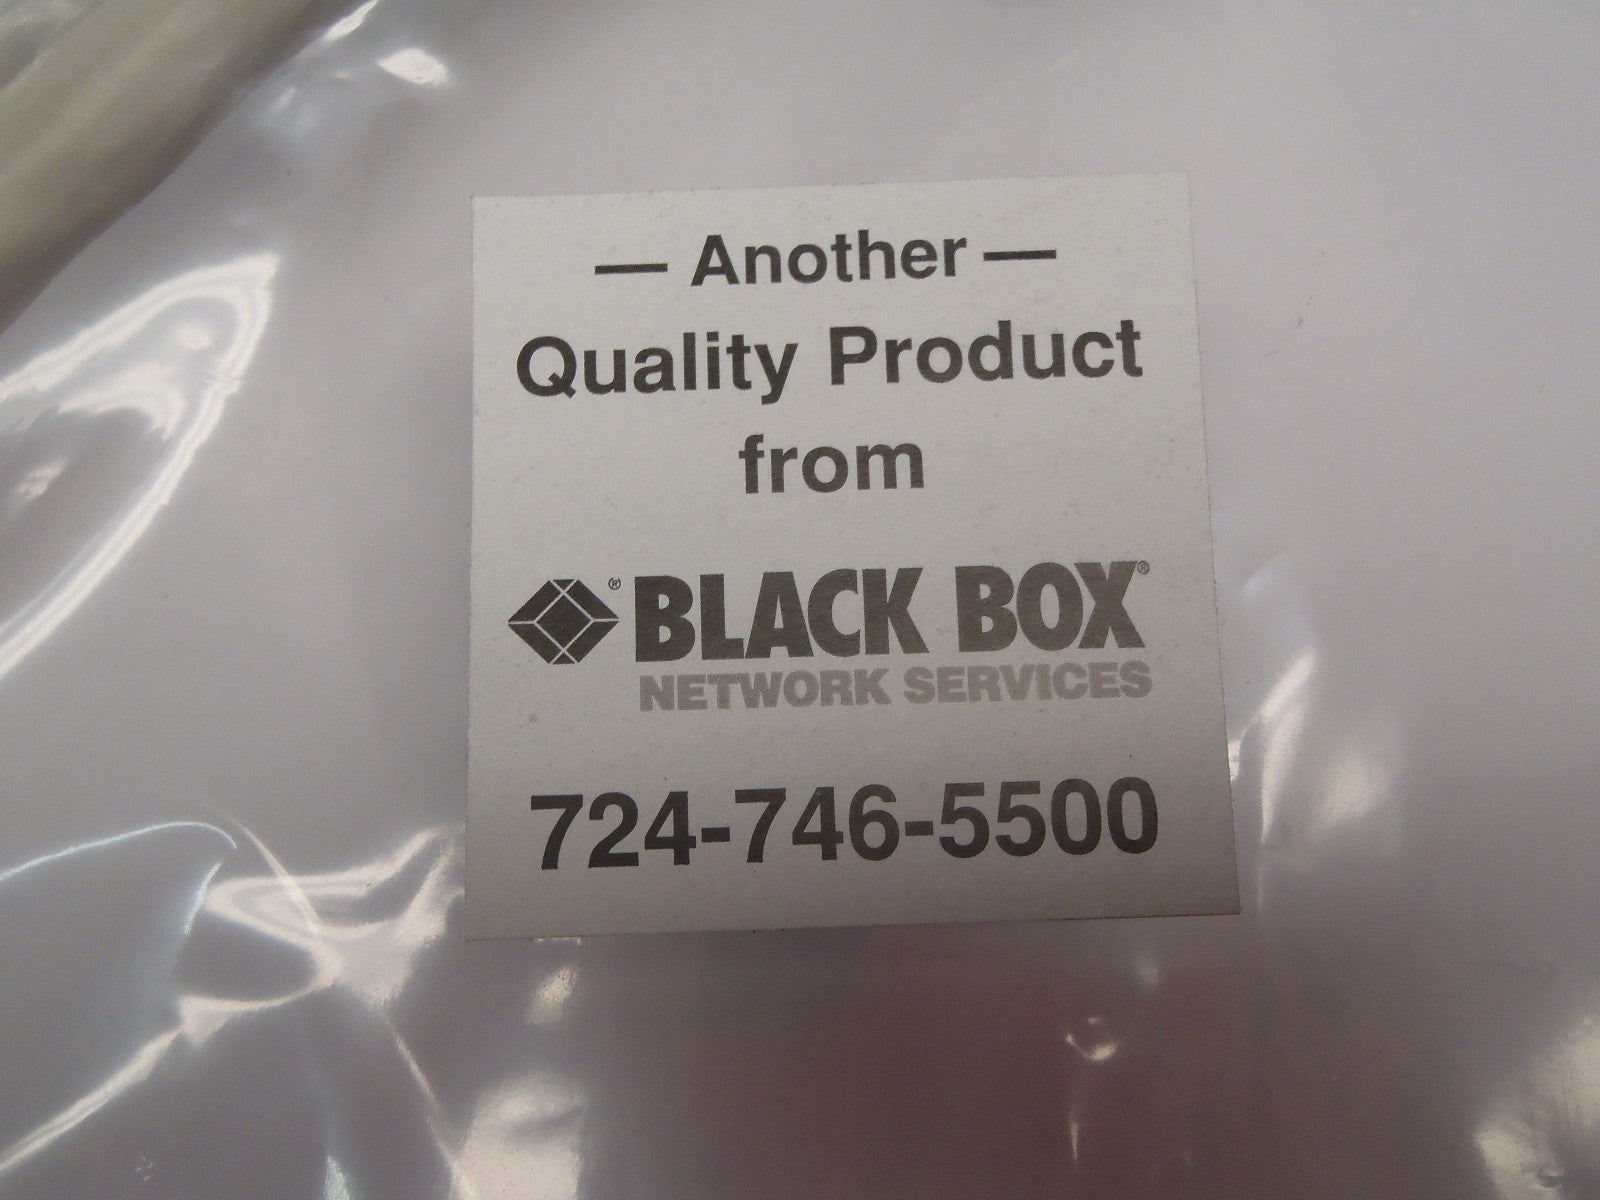 — Another —
Quality Product
from
® BLACK BOX®
NETWORK SERVICES
724-746-5500